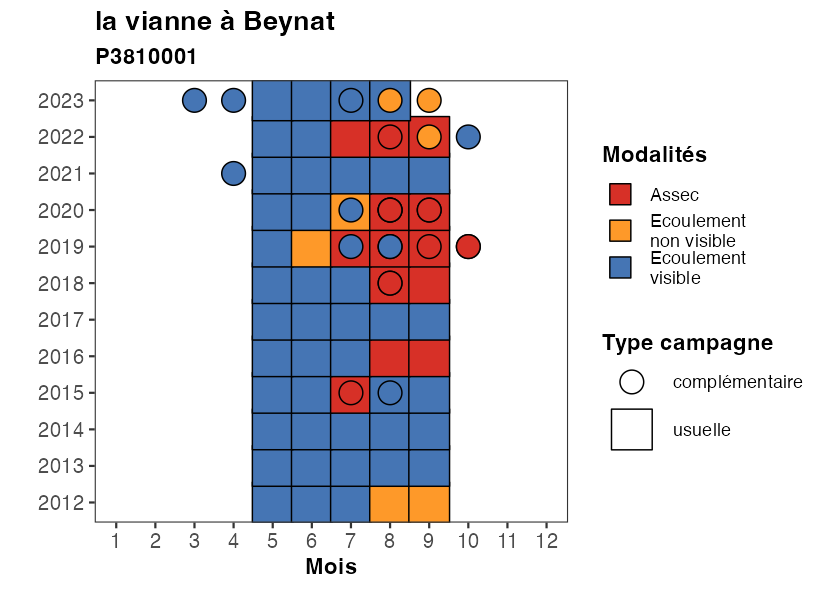 la vianne à Beynat
P3810001
2023
2022
2021
2020
2019
2018
2017
2016
2015
2014
2013
2012
1 2 3 4 5 6 7 8 9 10 11 12
Mois
Modalités
Assec
Ecoulement
non visible
Ecoulement
visible
Type campagne
complémentaire
usuelle